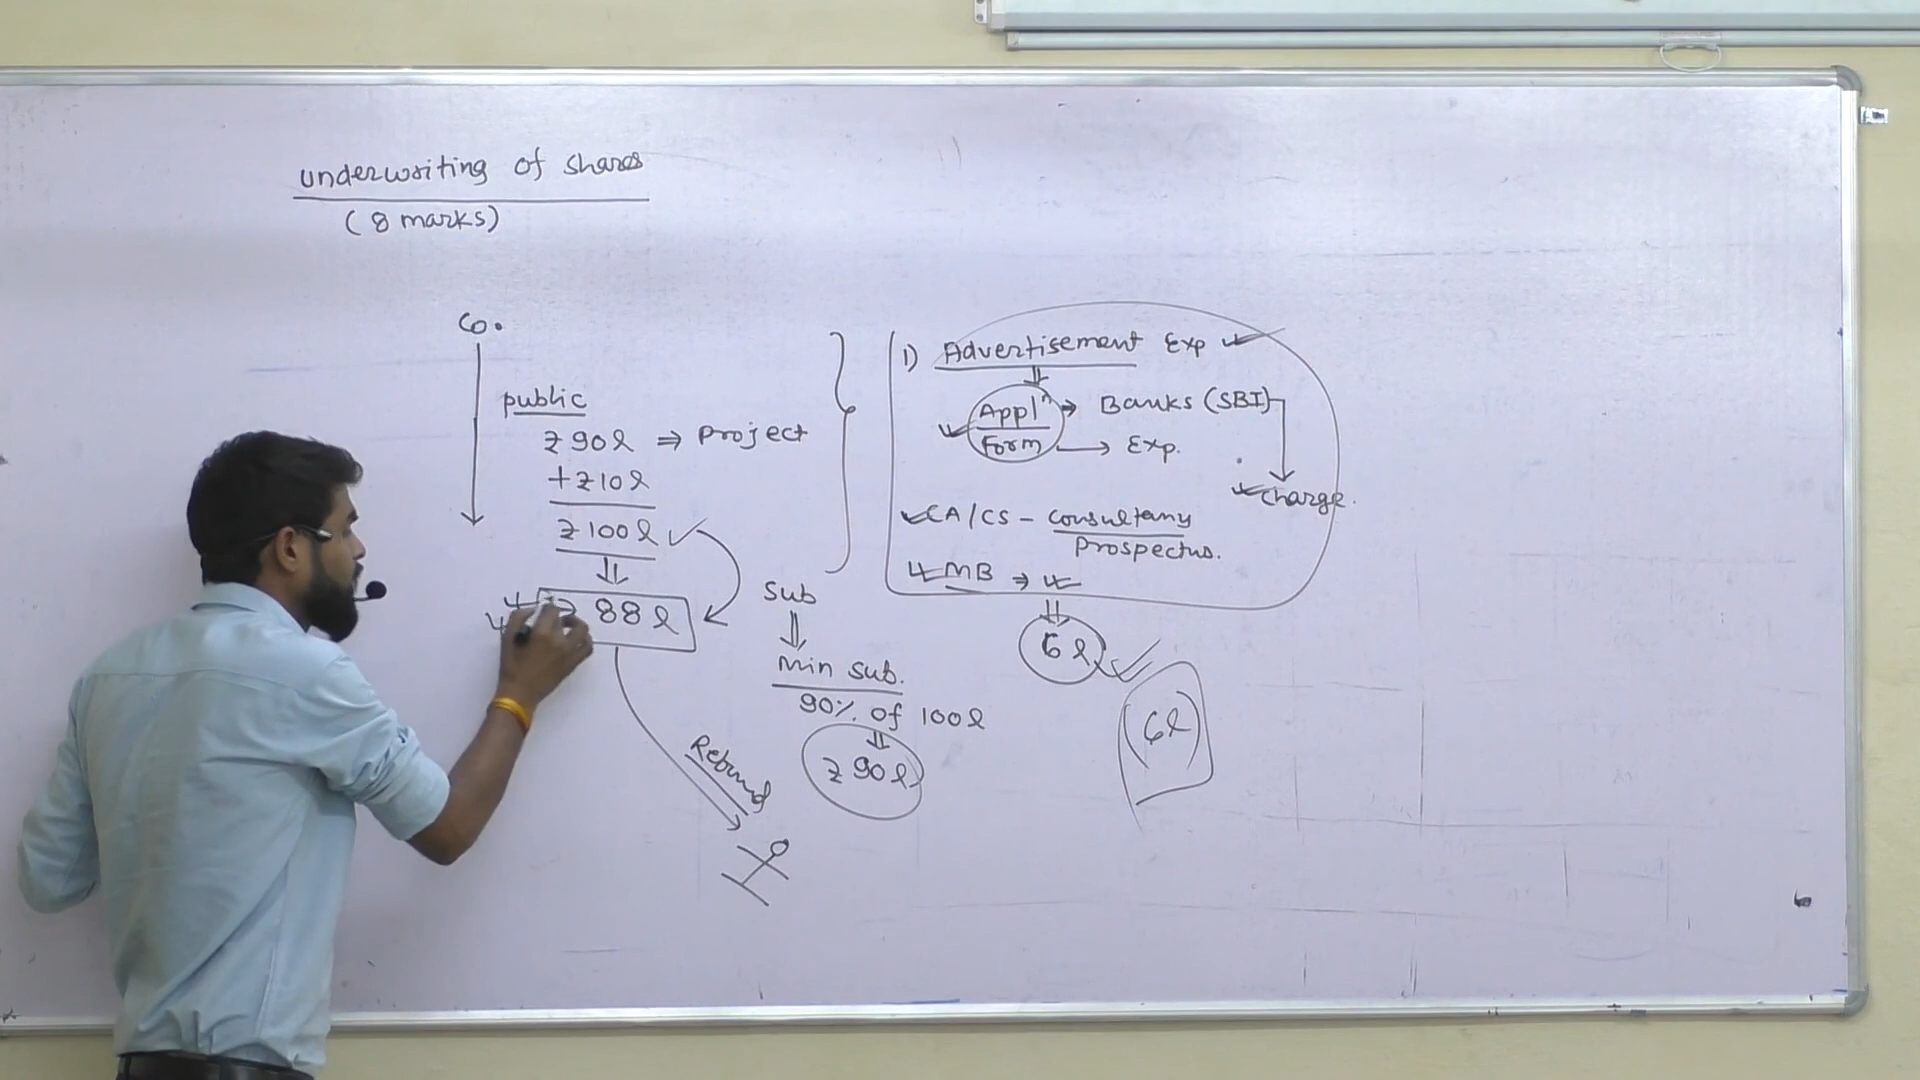 underwriting of shares
(8 marks)
Co.
public
₹90l ⇒ Project
+₹10l
₹100l ✓
88l
Refund
Sub
Min sub.
90% of 100l
₹90l
1) Advertisement Exp
Appl^n → Banks (SBI)
Form → Exp.
charge.
CA/CS - Consultany
Prospectus.
MB ⇒
6l
(6l)